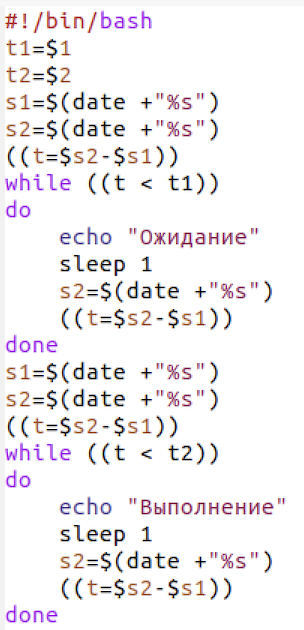 #!/bin/bash
t1=$1
t2=$2
s1=$(date +"%s")
s2=$(date +"%s")
((t=$s2-$s1))
while ((t < t1))
do
    echo "Ожидание"
    sleep 1
    s2=$(date +"%s")
    ((t=$s2-$s1))
done
s1=$(date +"%s")
s2=$(date +"%s")
((t=$s2-$s1))
while ((t < t2))
do
    echo "Выполнение"
    sleep 1
    s2=$(date +"%s")
    ((t=$s2-$s1))
done